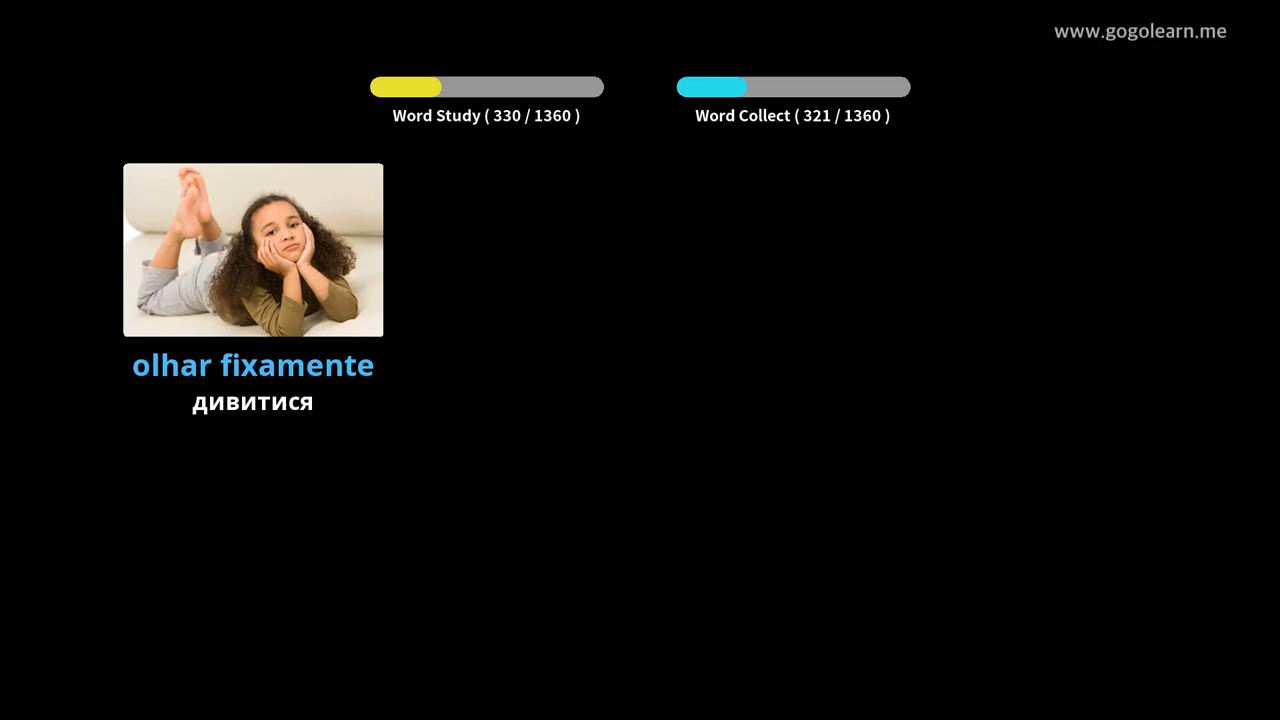 www.gogolearn.me
Word Study ( 330 / 1360 )
Word Collect ( 321 / 1360 )
olhar fixamente
дивитися